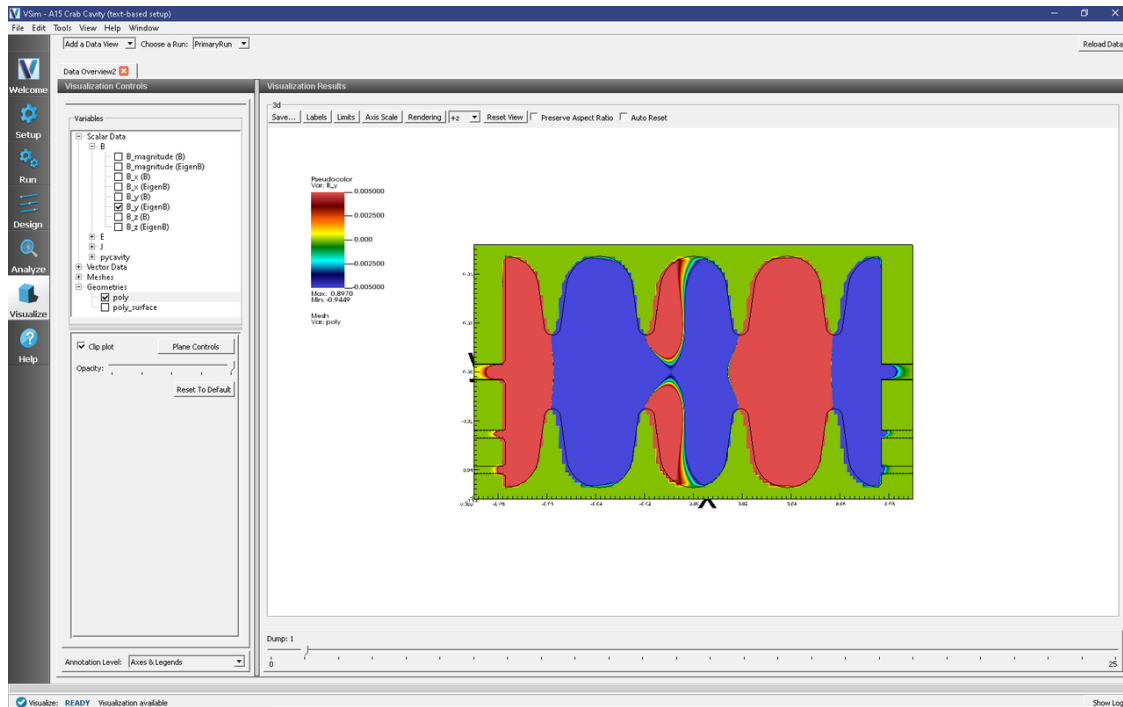 VSim - A15 Crab Cavity (text-based setup)
File Edit Tools View Help Window
Add a Data View Choose a Run: PrimaryRun
Reload Data
Data Overview2
Welcome
Setup
Run
Design
Analyze
Visualize
Help
Visualization Controls
Variables
Scalar Data
B
B_magnitude (B)
B_magnitude (EigenB)
B_x (B)
B_x (EigenB)
B_y (B)
B_y (EigenB)
B_z (B)
B_z (EigenB)
E
J
pycavity
Vector Data
Meshes
Geometries
poly
poly_surface
Clip plot Plane Controls
Opacity:
Reset To Default
Annotation Level: Axes & Legends
Visualization Results
3d
Save... Labels Limits Axis Scale Rendering +z Reset View Preserve Aspect Ratio Auto Reset
Pseudocolor
Var: B_y
0.005000
0.002500
0.000
-0.002500
-0.005000
Max: 0.8970
Min: -0.9449
Mesh
Var: poly
Dump: 1
0 25
Visualize: READY Visualization available
Show Log